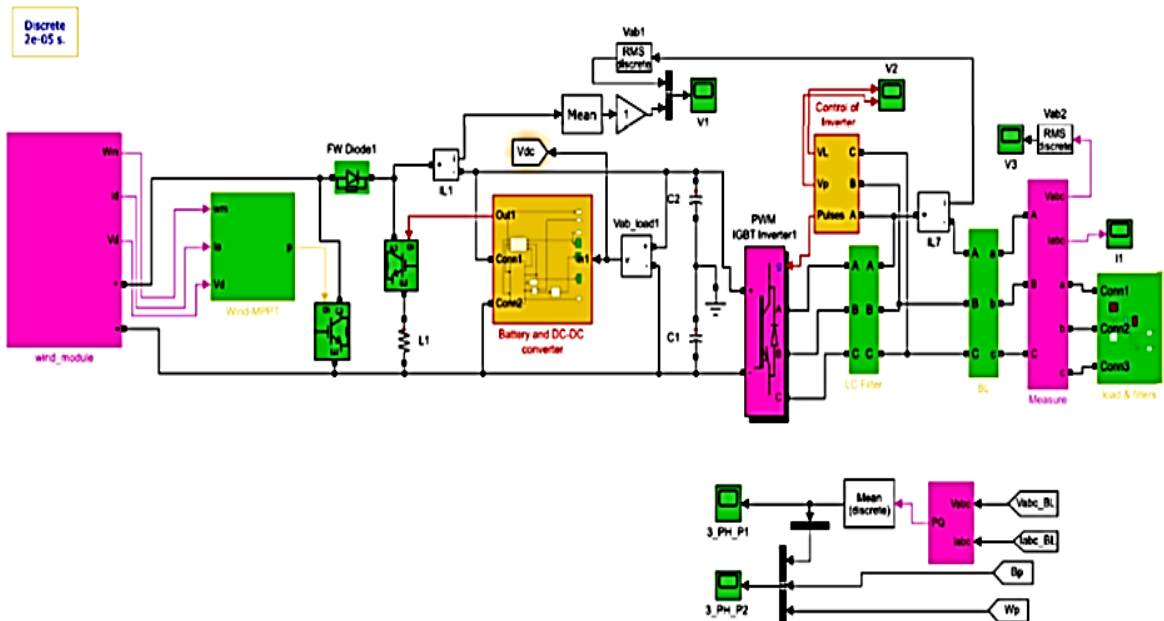 Discrete
2e-05 s.
Vab1
RMS
discrete
Mean
1
V1
V2
Control of
Inverter
VL
Vp
Pulses
C
B
A
V3
Vab2
RMS
discrete
Wm
Id
Vd
+
-
wind_module
wm
Ia
Vd
p
Wind MPPT
FW Diode1
IL1
Vdc
L1
Out1
Conn1
Conn2
In1
Battery and DC-DC
converter
Vab_load1
C2
C1
PWM
IGBT Inverter1
g
+
-
A
B
C
A A
B B
C C
LC Filter
IL7
A a
B b
C c
BL
Vabc
Iabc
A
B
C
a
b
c
Measure
I1
Conn1
Conn2
Conn3
load & filters
3_PH_P1
Mean
(discrete)
Vabc
PQ
Iabc
Vabc_BL
Iabc_BL
3_PH_P2
Bp
Wp